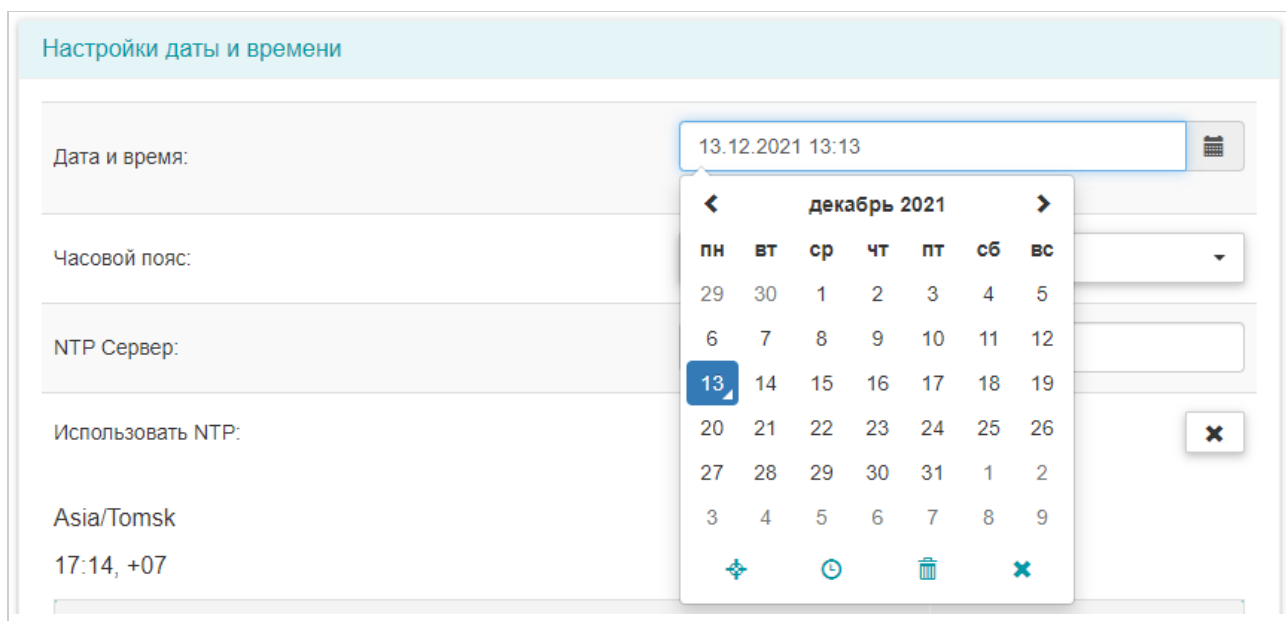 Настройки даты и времени
Дата и время:
13.12.2021 13:13
декабрь 2021
пн вт ср чт пт сб вс
29 30 1 2 3 4 5
6 7 8 9 10 11 12
13 14 15 16 17 18 19
20 21 22 23 24 25 26
27 28 29 30 31 1 2
3 4 5 6 7 8 9
Часовой пояс:
NTP Сервер:
Использовать NTP:
Asia/Tomsk
17:14, +07